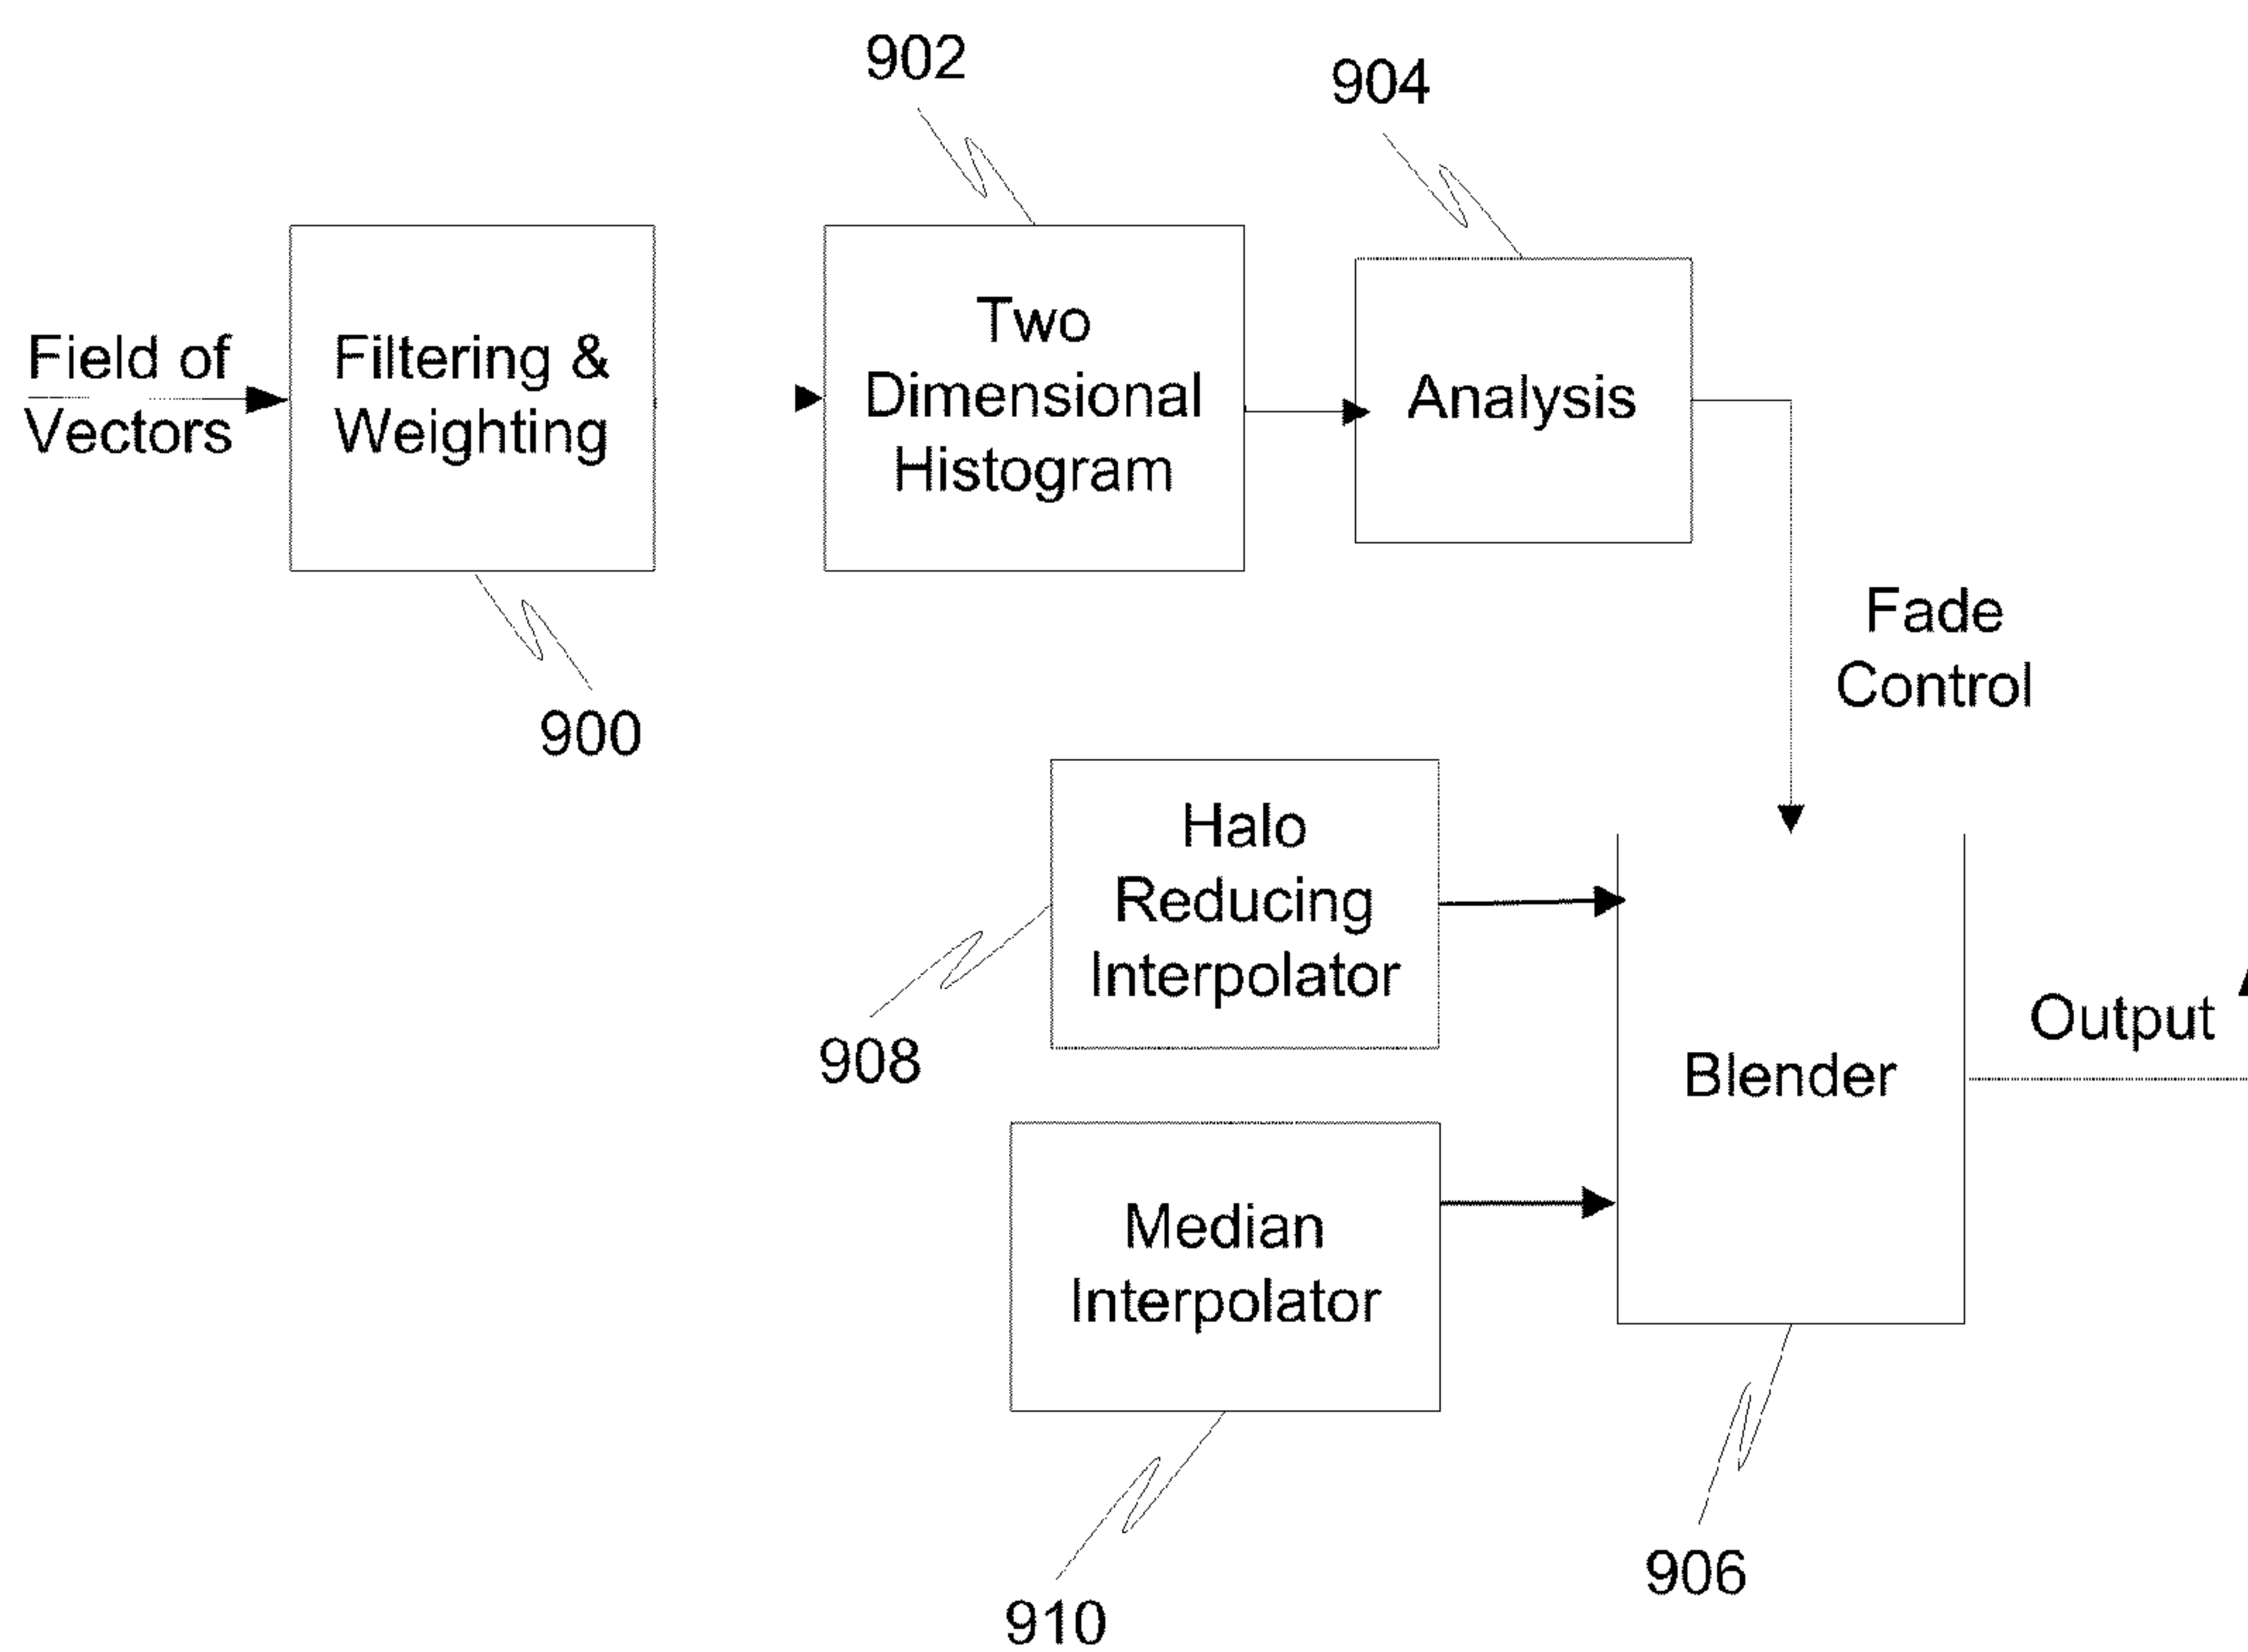 902
904
Field of
Vectors
Filtering &
Weighting
Two
Dimensional
Histogram
Analysis
Fade
Control
900
Halo
Reducing
Interpolator
Output
908
Blender
Median
Interpolator
906
910